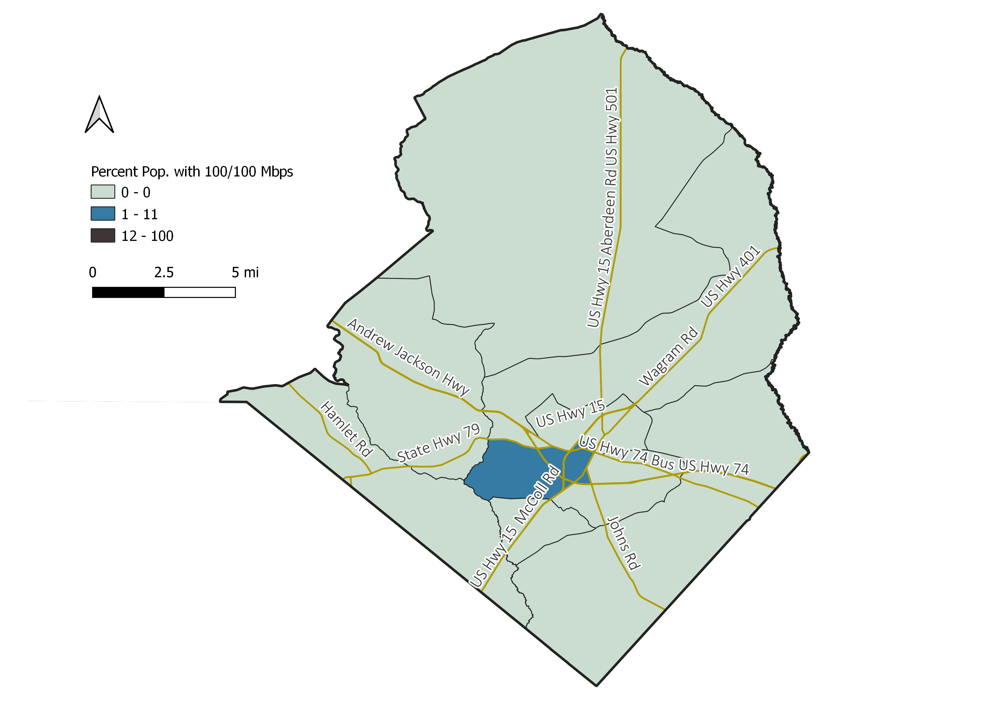 Percent Pop. with 100/100 Mbps
0 - 0
1 - 11
12 - 100
0 2.5 5 mi
US Hwy 15 Aberdeen Rd US Hwy 501
US Hwy 401
Wagram Rd
Andrew Jackson Hwy
US Hwy 15
Hamlet Rd
State Hwy 79
US Hwy 74 Bus US Hwy 74
US Hwy 15 McColl Rd
Johns Rd